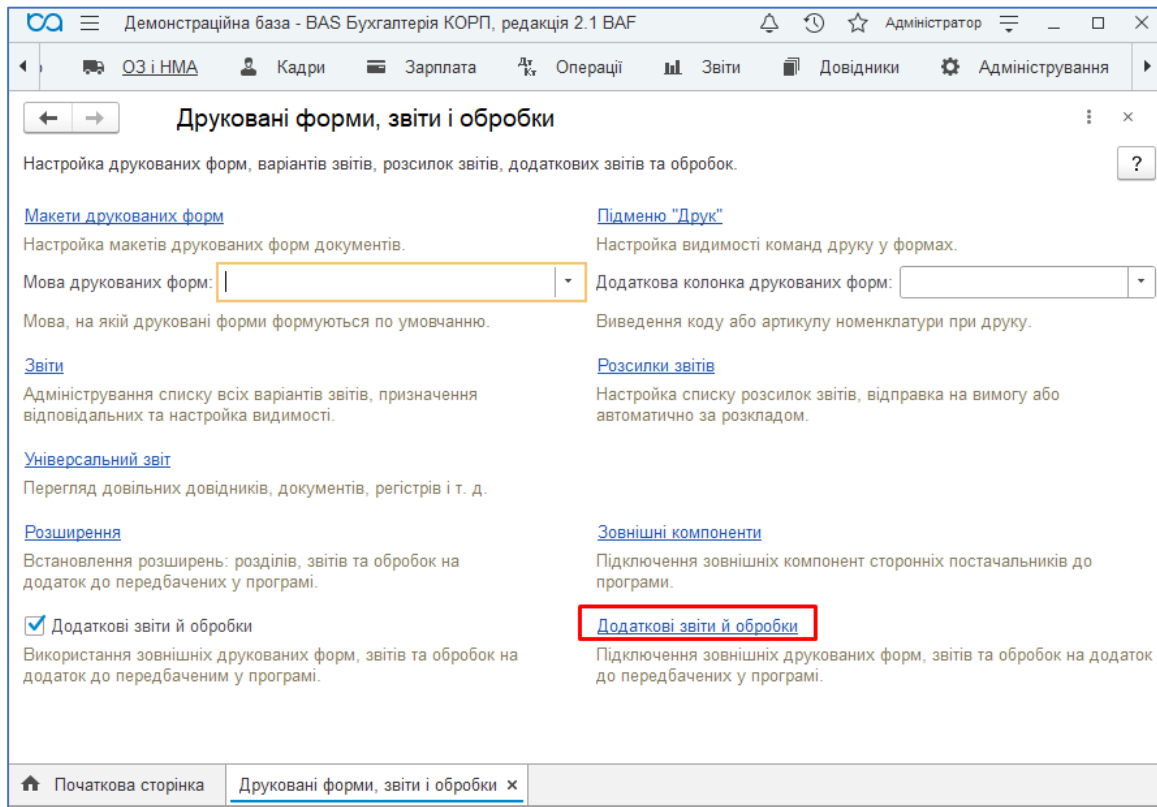 Демонстраційна база - BAS Бухгалтерія КОРП, редакція 2.1 BAF
Адміністратор
ОЗ і НМА Кадри Зарплата Дт Кт Операції Звіти Довідники Адміністрування
Друковані форми, звіти і обробки
Настройка друкованих форм, варіантів звітів, розсилок звітів, додаткових звітів та обробок.
?
Макети друкованих форм
Підменю "Друк"
Настройка макетів друкованих форм документів.
Настройка видимості команд друку у формах.
Мова друкованих форм:
Додаткова колонка друкованих форм:
Мова, на якій друковані форми формуються по умовчанню.
Виведення коду або артикулу номенклатури при друку.
Звіти
Розсилки звітів
Адміністрування списку всіх варіантів звітів, призначення
відповідальних та настройка видимості.
Настройка списку розсилок звітів, відправка на вимогу або
автоматично за розкладом.
Універсальний звіт
Перегляд довільних довідників, документів, регістрів і т. д.
Розширення
Зовнішні компоненти
Встановлення розширень: розділів, звітів та обробок на
додаток до передбачених у програмі.
Підключення зовнішніх компонент сторонніх постачальників до
програми.
Додаткові звіти й обробки
Додаткові звіти й обробки
Використання зовнішніх друкованих форм, звітів та обробок на
додаток до передбаченим у програмі.
Підключення зовнішніх друкованих форм, звітів та обробок на додаток
до передбачених у програмі.
Початкова сторінка
Друковані форми, звіти і обробки